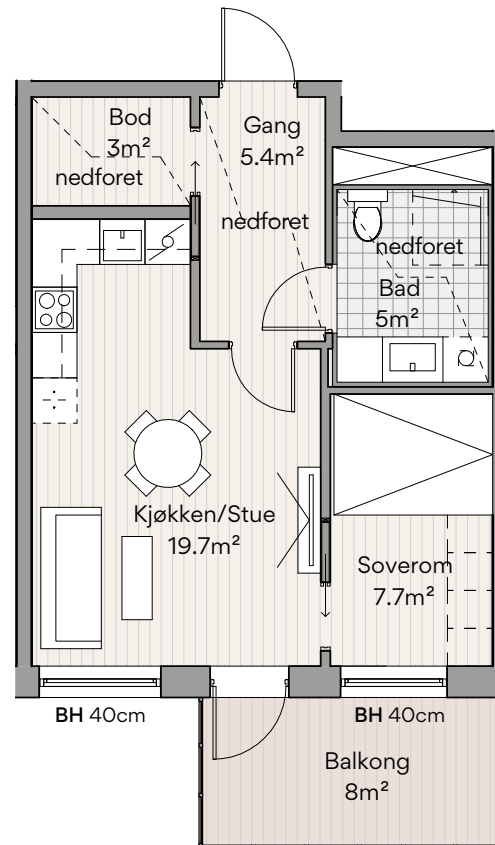 Bod
3m²
nedforet
Gang
5.4m²
nedforet
nedforet
Bad
5m²
Kjøkken/Stue
19.7m²
Soverom
7.7m²
BH 40cm
BH 40cm
Balkong
8m²